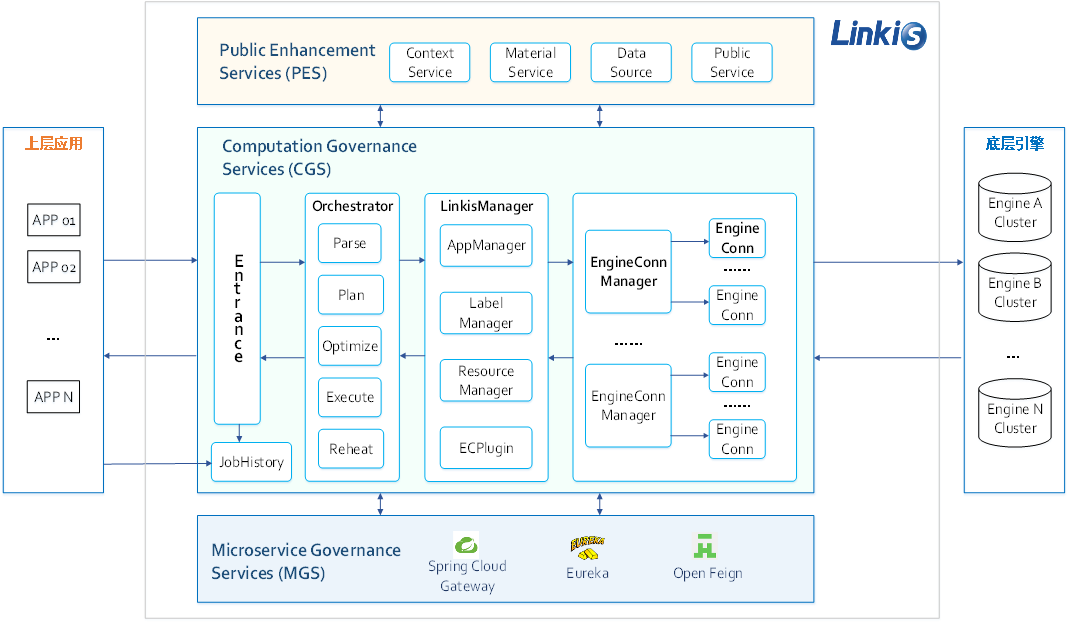 Linkis
Public Enhancement
Services (PES)
Context
Service
Material
Service
Data
Source
Public
Service
上层应用
APP 01
APP 02
...
APP N
Computation Governance
Services (CGS)
Entrance
JobHistory
Orchestrator
Parse
Plan
Optimize
Execute
Reheat
LinkisManager
AppManager
Label
Manager
Resource
Manager
ECPlugin
EngineConn
Manager
Engine
Conn
......
Engine
Conn
......
EngineConn
Manager
Engine
Conn
......
Engine
Conn
底层引擎
Engine A
Cluster
Engine B
Cluster
...
Engine N
Cluster
Microservice Governance
Services (MGS)
Spring Cloud
Gateway
EUREKA
Eureka
Open Feign